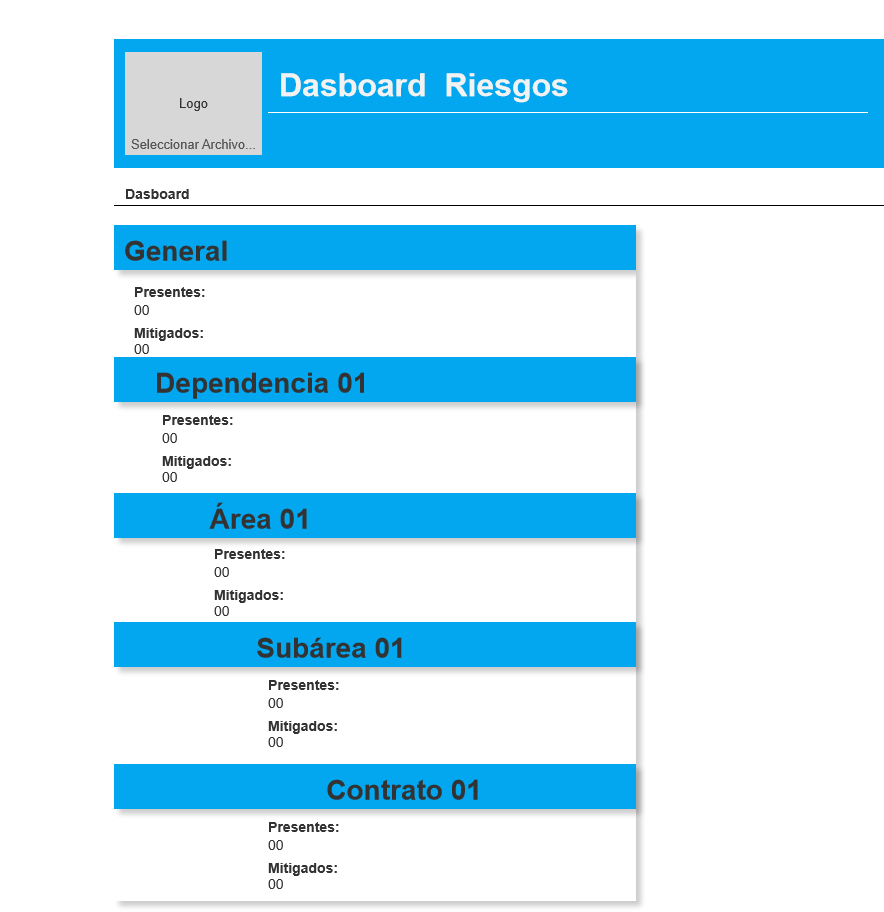 Logo
Seleccionar Archivo...
Dasboard Riesgos
Dasboard
General
Presentes:
00
Mitigados:
00
Dependencia 01
Presentes:
00
Mitigados:
00
Área 01
Presentes:
00
Mitigados:
00
Subárea 01
Presentes:
00
Mitigados:
00
Contrato 01
Presentes:
00
Mitigados:
00